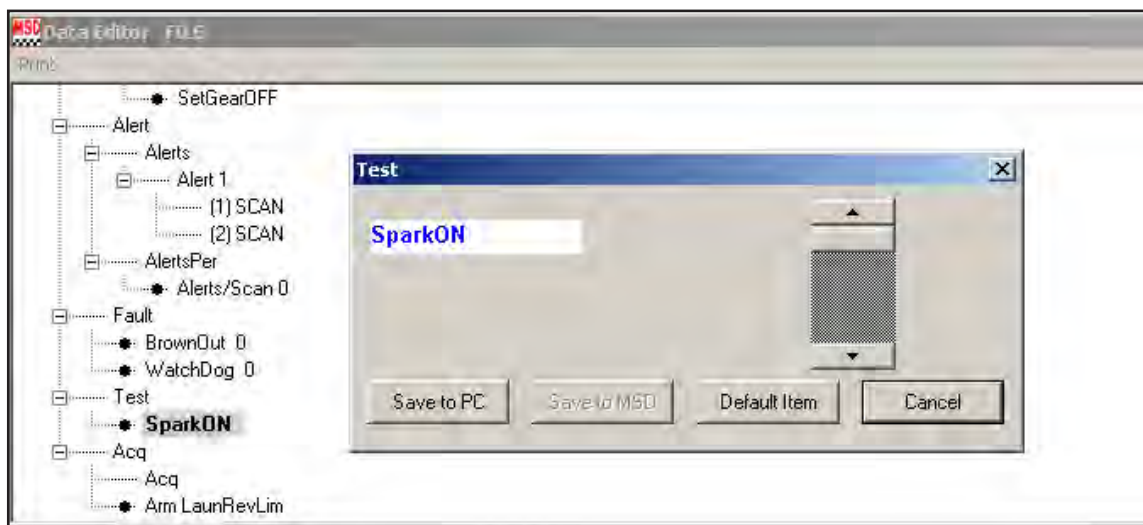 MSD Data Editor FILE
Print
SetGearOFF
Alert
Alerts
Alert 1
(1) SCAN
(2) SCAN
AlertsPer
Alerts/Scan 0
Fault
BrownOut 0
WatchDog 0
Test
SparkON
Acq
Acq
Arm LaunRevLim
Test
SparkON
Save to PC Save to MSD Default Item Cancel